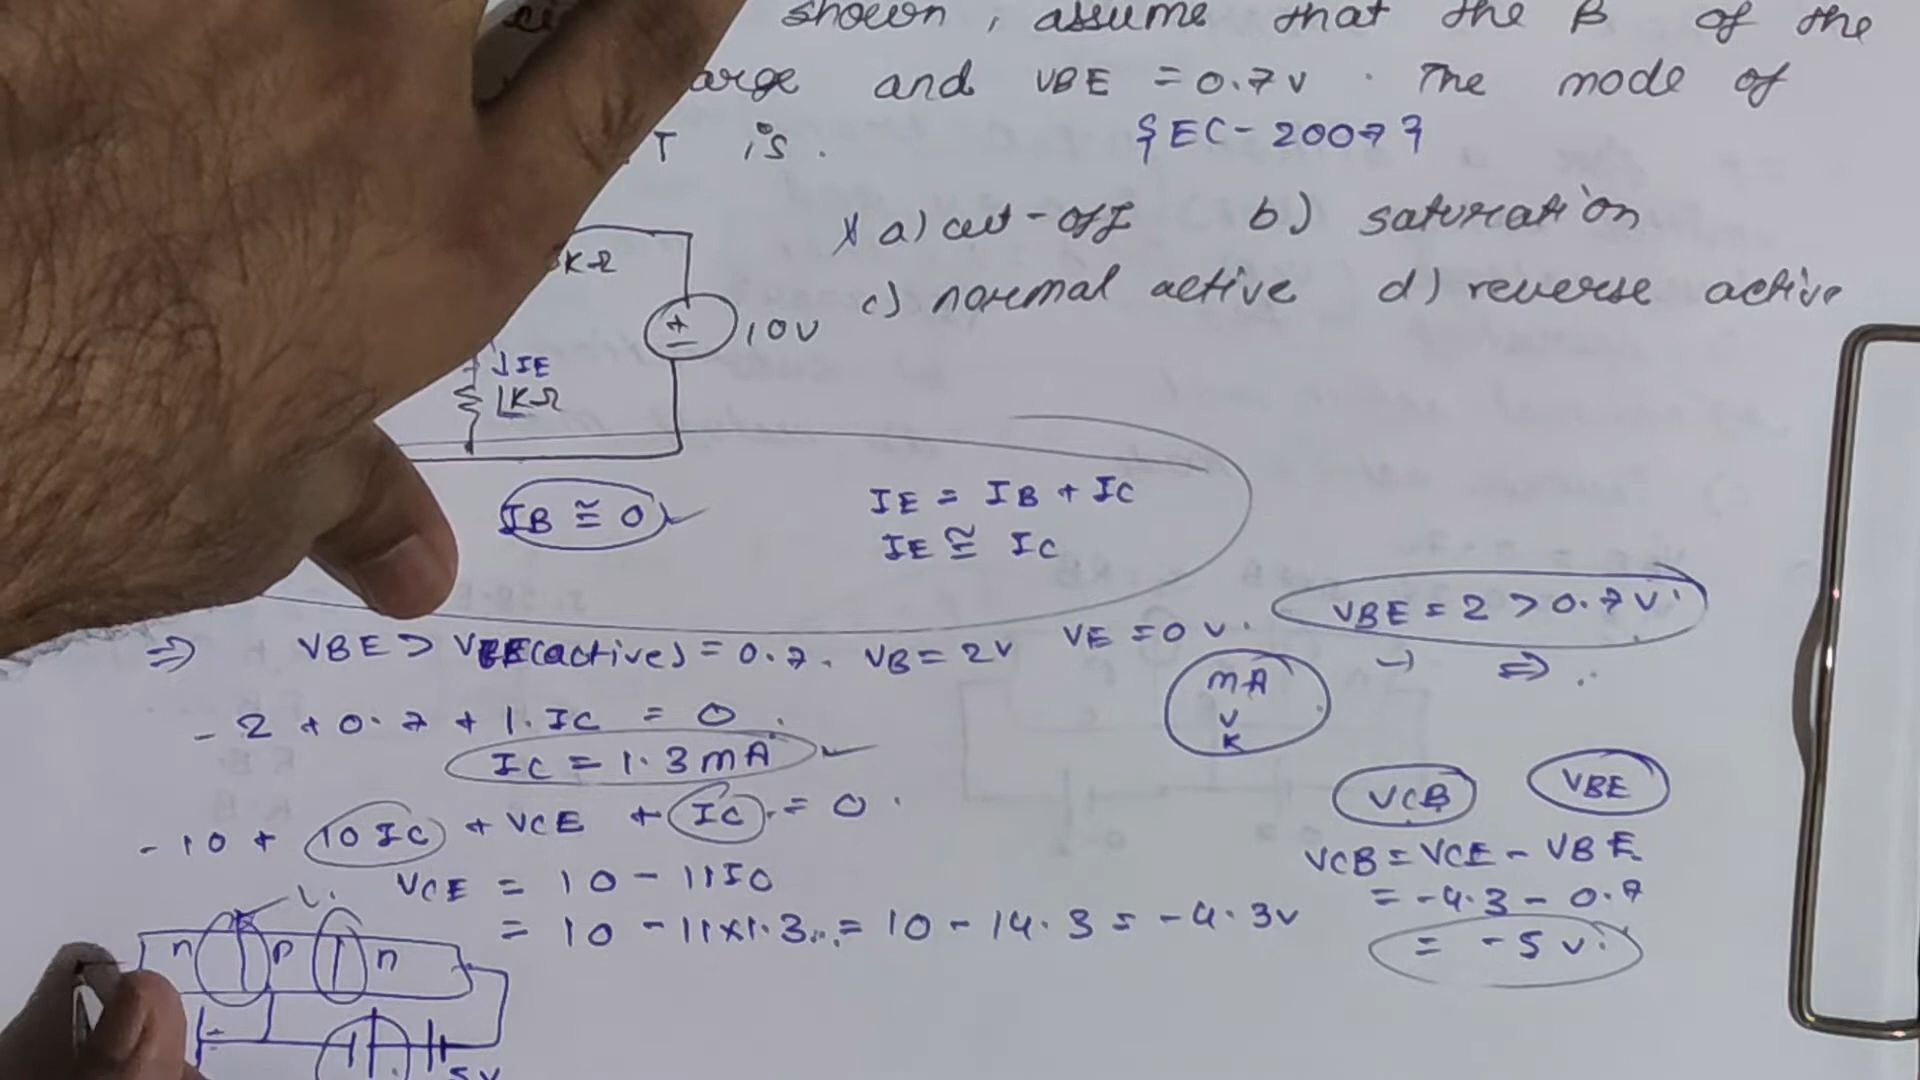 shown, assume that the β of the
arge and VBE = 0.7V. The mode of
T is. {EC-2007}
x a) cut-off b.) saturation
c.) normal active d) reverse active
KΩ
10V
↓IE
1KΩ
IB ≅ 0
IE = IB + IC
IE ≅ IC
VBE = 2 > 0.7V.
⇒ VBE > VBE(active) = 0.7. VB = 2V VE = 0V.
mA
V
K
- 2 + 0.7 + 1.IC = 0.
IC = 1.3mA
-10 + 10IC + VCE + IC. = 0.
VCB VBE
VCE = 10 - 11IC
= 10 - 11x1.3 = 10 - 14.3 = -4.3V
VCB = VCE - VBE
= -4.3 - 0.7
= -5V.
n p n
5V